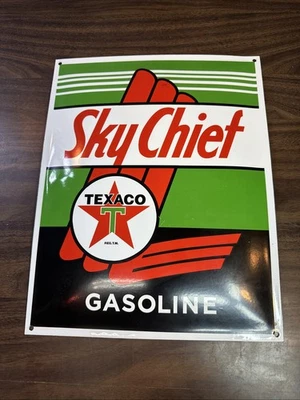 Sky Chief
TEXACO
T
REG. T.M.
GASOLINE